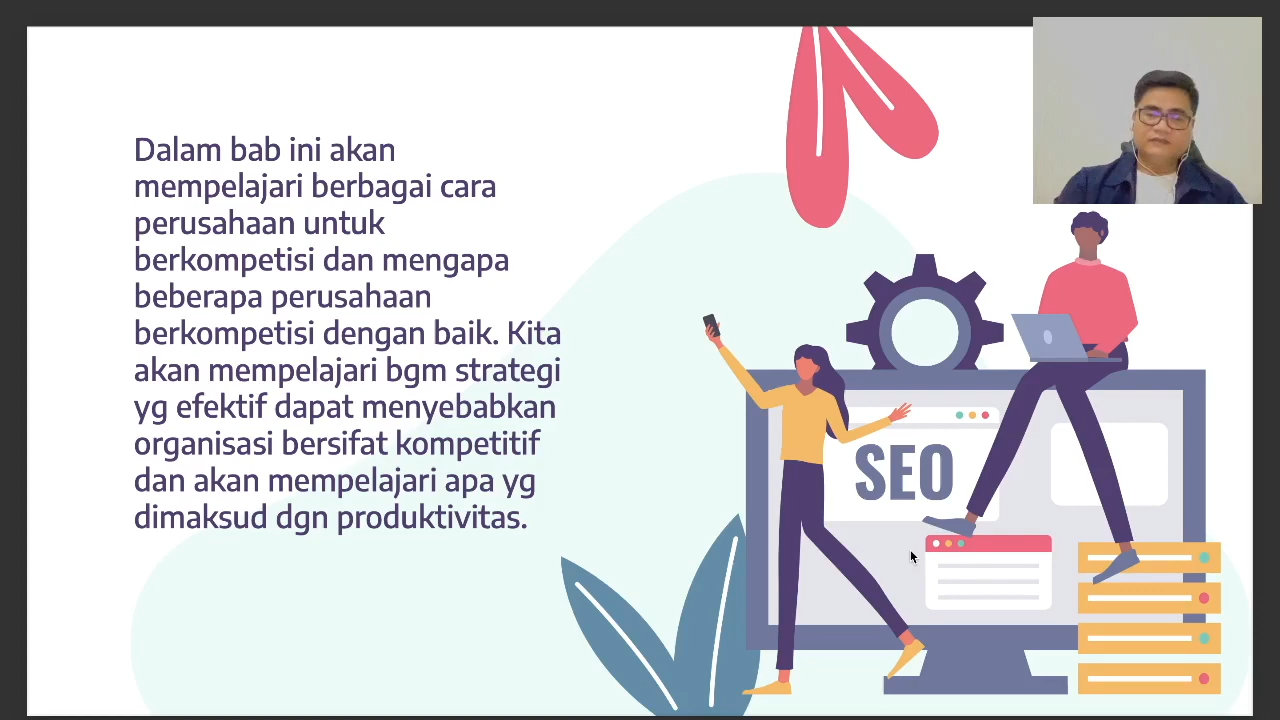 Dalam bab ini akan
mempelajari berbagai cara
perusahaan untuk
berkompetisi dan mengapa
beberapa perusahaan
berkompetisi dengan baik. Kita
akan mempelajari bgm strategi
yg efektif dapat menyebabkan
organisasi bersifat kompetitif
dan akan mempelajari apa yg
dimaksud dgn produktivitas.
SEO